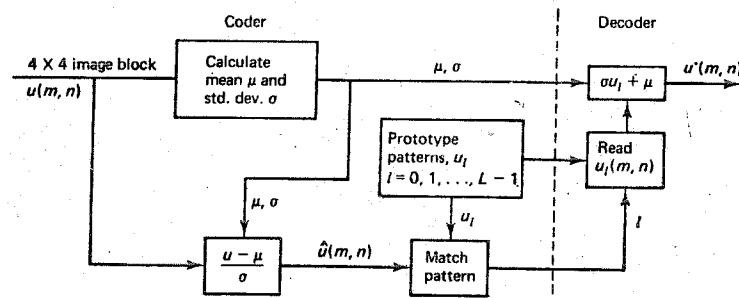 Coder
Decoder
4 X 4 image block
u(m, n)
Calculate
mean μ and
std. dev. σ
μ, σ
σu_l + μ
u˙(m, n)
Prototype
patterns, u_l
l = 0, 1, . . ., L − 1
Read
u_l(m, n)
μ, σ
u_l
l
u − μ
σ
û(m, n)
Match
pattern